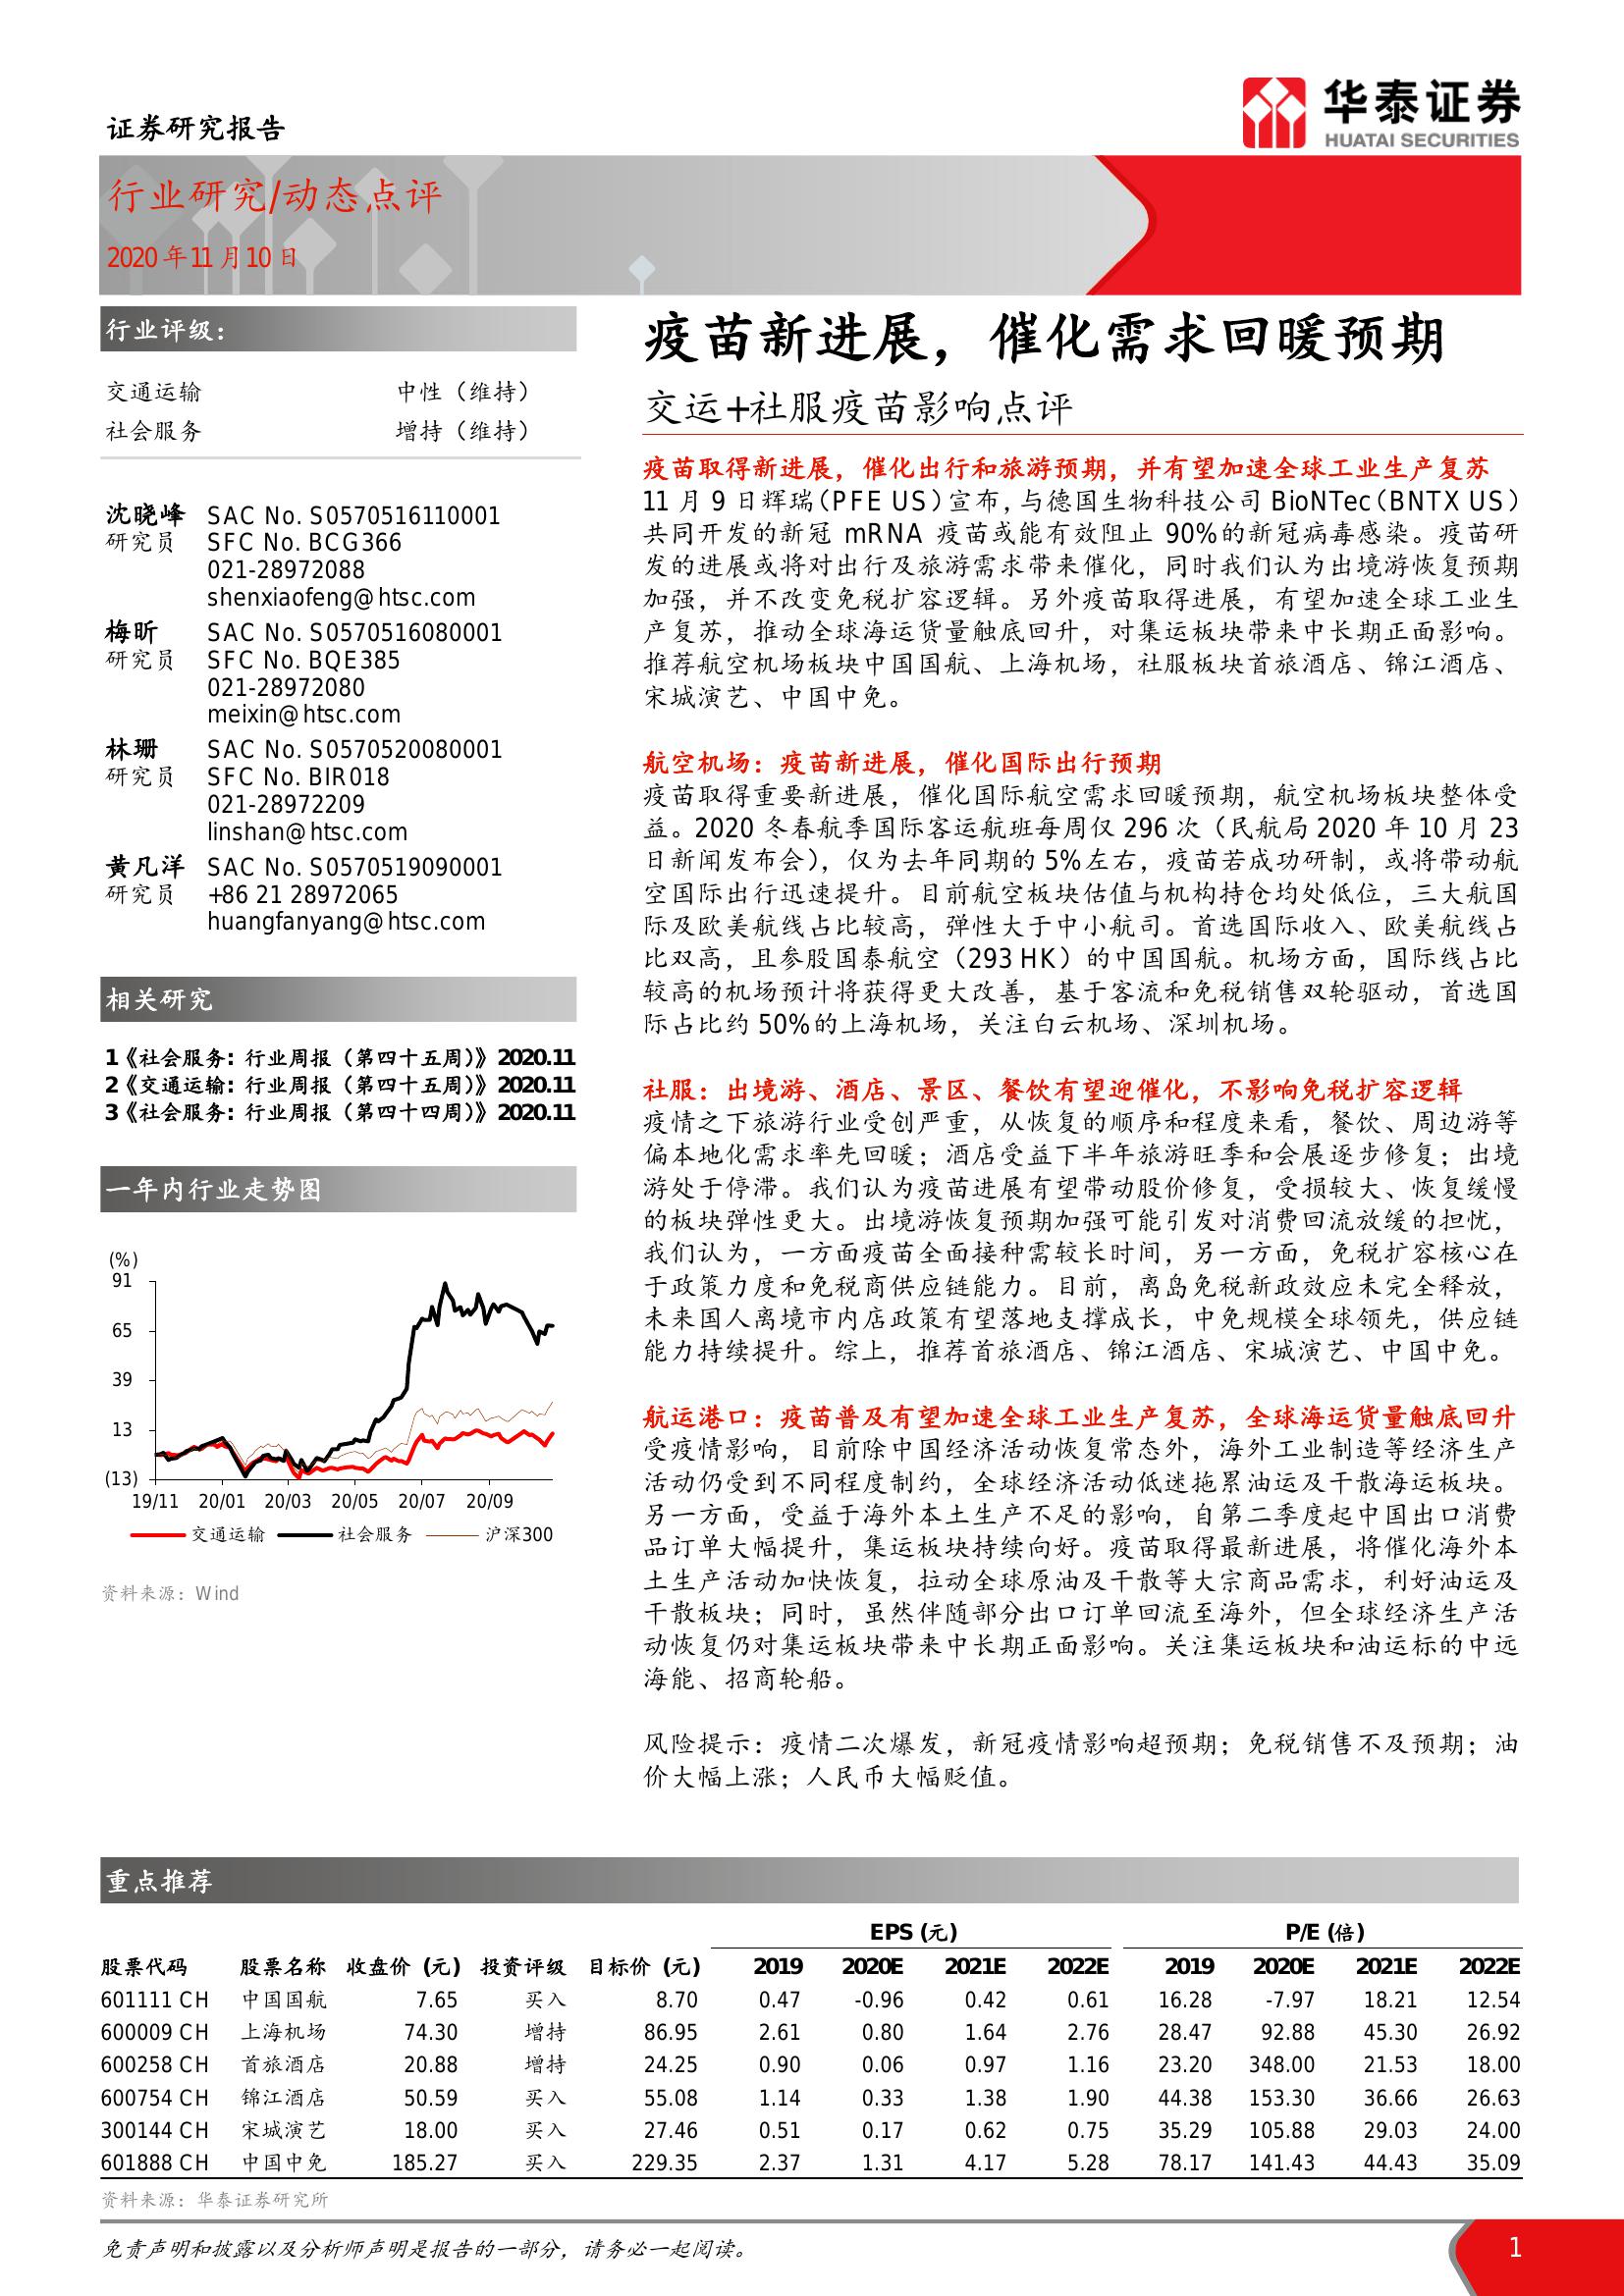 证券研究报告
华泰证券
HUATAI SECURITIES
行业研究/动态点评
2020年11月10日
行业评级：
交通运输 中性（维持）
社会服务 增持（维持）
沈晓峰 SAC No. S0570516110001
研究员 SFC No. BCG366
021-28972088
shenxiaofeng@htsc.com
梅昕 SAC No. S0570516080001
研究员 SFC No. BQE385
021-28972080
meixin@htsc.com
林珊 SAC No. S0570520080001
研究员 SFC No. BIR018
021-28972209
linshan@htsc.com
黄凡洋 SAC No. S0570519090001
研究员 +86 21 28972065
huangfanyang@htsc.com
相关研究
1《社会服务: 行业周报（第四十五周）》2020.11
2《交通运输: 行业周报（第四十五周）》2020.11
3《社会服务: 行业周报（第四十四周）》2020.11
一年内行业走势图
(%)
91
65
39
13
(13)
19/11 20/01 20/03 20/05 20/07 20/09
交通运输 社会服务 沪深300
资料来源：Wind
疫苗新进展，催化需求回暖预期
交运+社服疫苗影响点评
疫苗取得新进展，催化出行和旅游预期，并有望加速全球工业生产复苏
11 月 9 日辉瑞（PFE US）宣布，与德国生物科技公司 BioNTec（BNTX US）
共同开发的新冠 mRNA 疫苗或能有效阻止 90%的新冠病毒感染。疫苗研
发的进展或将对出行及旅游需求带来催化，同时我们认为出境游恢复预期
加强，并不改变免税扩容逻辑。另外疫苗取得进展，有望加速全球工业生
产复苏，推动全球海运货量触底回升，对集运板块带来中长期正面影响。
推荐航空机场板块中国国航、上海机场，社服板块首旅酒店、锦江酒店、
宋城演艺、中国中免。
航空机场：疫苗新进展，催化国际出行预期
疫苗取得重要新进展，催化国际航空需求回暖预期，航空机场板块整体受
益。2020 冬春航季国际客运航班每周仅 296 次（民航局 2020 年 10 月 23
日新闻发布会），仅为去年同期的 5%左右，疫苗若成功研制，或将带动航
空国际出行迅速提升。目前航空板块估值与机构持仓均处低位，三大航国
际及欧美航线占比较高，弹性大于中小航司。首选国际收入、欧美航线占
比双高，且参股国泰航空（293 HK）的中国国航。机场方面，国际线占比
较高的机场预计将获得更大改善，基于客流和免税销售双轮驱动，首选国
际占比约 50%的上海机场，关注白云机场、深圳机场。
社服：出境游、酒店、景区、餐饮有望迎催化，不影响免税扩容逻辑
疫情之下旅游行业受创严重，从恢复的顺序和程度来看，餐饮、周边游等
偏本地化需求率先回暖；酒店受益下半年旅游旺季和会展逐步修复；出境
游处于停滞。我们认为疫苗进展有望带动股价修复，受损较大、恢复缓慢
的板块弹性更大。出境游恢复预期加强可能引发对消费回流放缓的担忧，
我们认为，一方面疫苗全面接种需较长时间，另一方面，免税扩容核心在
于政策力度和免税商供应链能力。目前，离岛免税新政效应未完全释放，
未来国人离境市内店政策有望落地支撑成长，中免规模全球领先，供应链
能力持续提升。综上，推荐首旅酒店、锦江酒店、宋城演艺、中国中免。
航运港口：疫苗普及有望加速全球工业生产复苏，全球海运货量触底回升
受疫情影响，目前除中国经济活动恢复常态外，海外工业制造等经济生产
活动仍受到不同程度制约，全球经济活动低迷拖累油运及干散海运板块。
另一方面，受益于海外本土生产不足的影响，自第二季度起中国出口消费
品订单大幅提升，集运板块持续向好。疫苗取得最新进展，将催化海外本
土生产活动加快恢复，拉动全球原油及干散等大宗商品需求，利好油运及
干散板块；同时，虽然伴随部分出口订单回流至海外，但全球经济生产活
动恢复仍对集运板块带来中长期正面影响。关注集运板块和油运标的中远
海能、招商轮船。
风险提示：疫情二次爆发，新冠疫情影响超预期；免税销售不及预期；油
价大幅上涨；人民币大幅贬值。
重点推荐
EPS (元) P/E (倍)
股票代码 股票名称 收盘价 (元) 投资评级 目标价 (元) 2019 2020E 2021E 2022E 2019 2020E 2021E 2022E
601111 CH 中国国航 7.65 买入 8.70 0.47 -0.96 0.42 0.61 16.28 -7.97 18.21 12.54
600009 CH 上海机场 74.30 增持 86.95 2.61 0.80 1.64 2.76 28.47 92.88 45.30 26.92
600258 CH 首旅酒店 20.88 增持 24.25 0.90 0.06 0.97 1.16 23.20 348.00 21.53 18.00
600754 CH 锦江酒店 50.59 买入 55.08 1.14 0.33 1.38 1.90 44.38 153.30 36.66 26.63
300144 CH 宋城演艺 18.00 买入 27.46 0.51 0.17 0.62 0.75 35.29 105.88 29.03 24.00
601888 CH 中国中免 185.27 买入 229.35 2.37 1.31 4.17 5.28 78.17 141.43 44.43 35.09
资料来源：华泰证券研究所
免责声明和披露以及分析师声明是报告的一部分，请务必一起阅读。 1